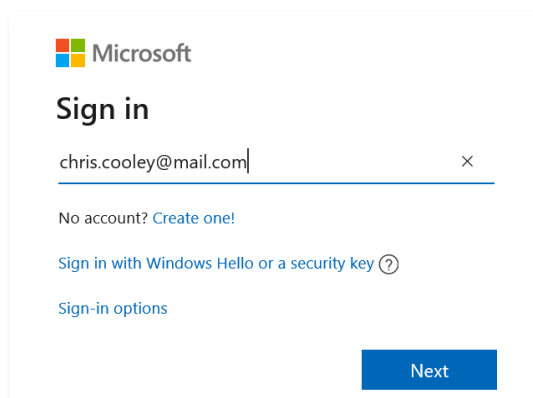 Microsoft
Sign in
chris.cooley@mail.com
No account? Create one!
Sign in with Windows Hello or a security key ?
Sign-in options
Next